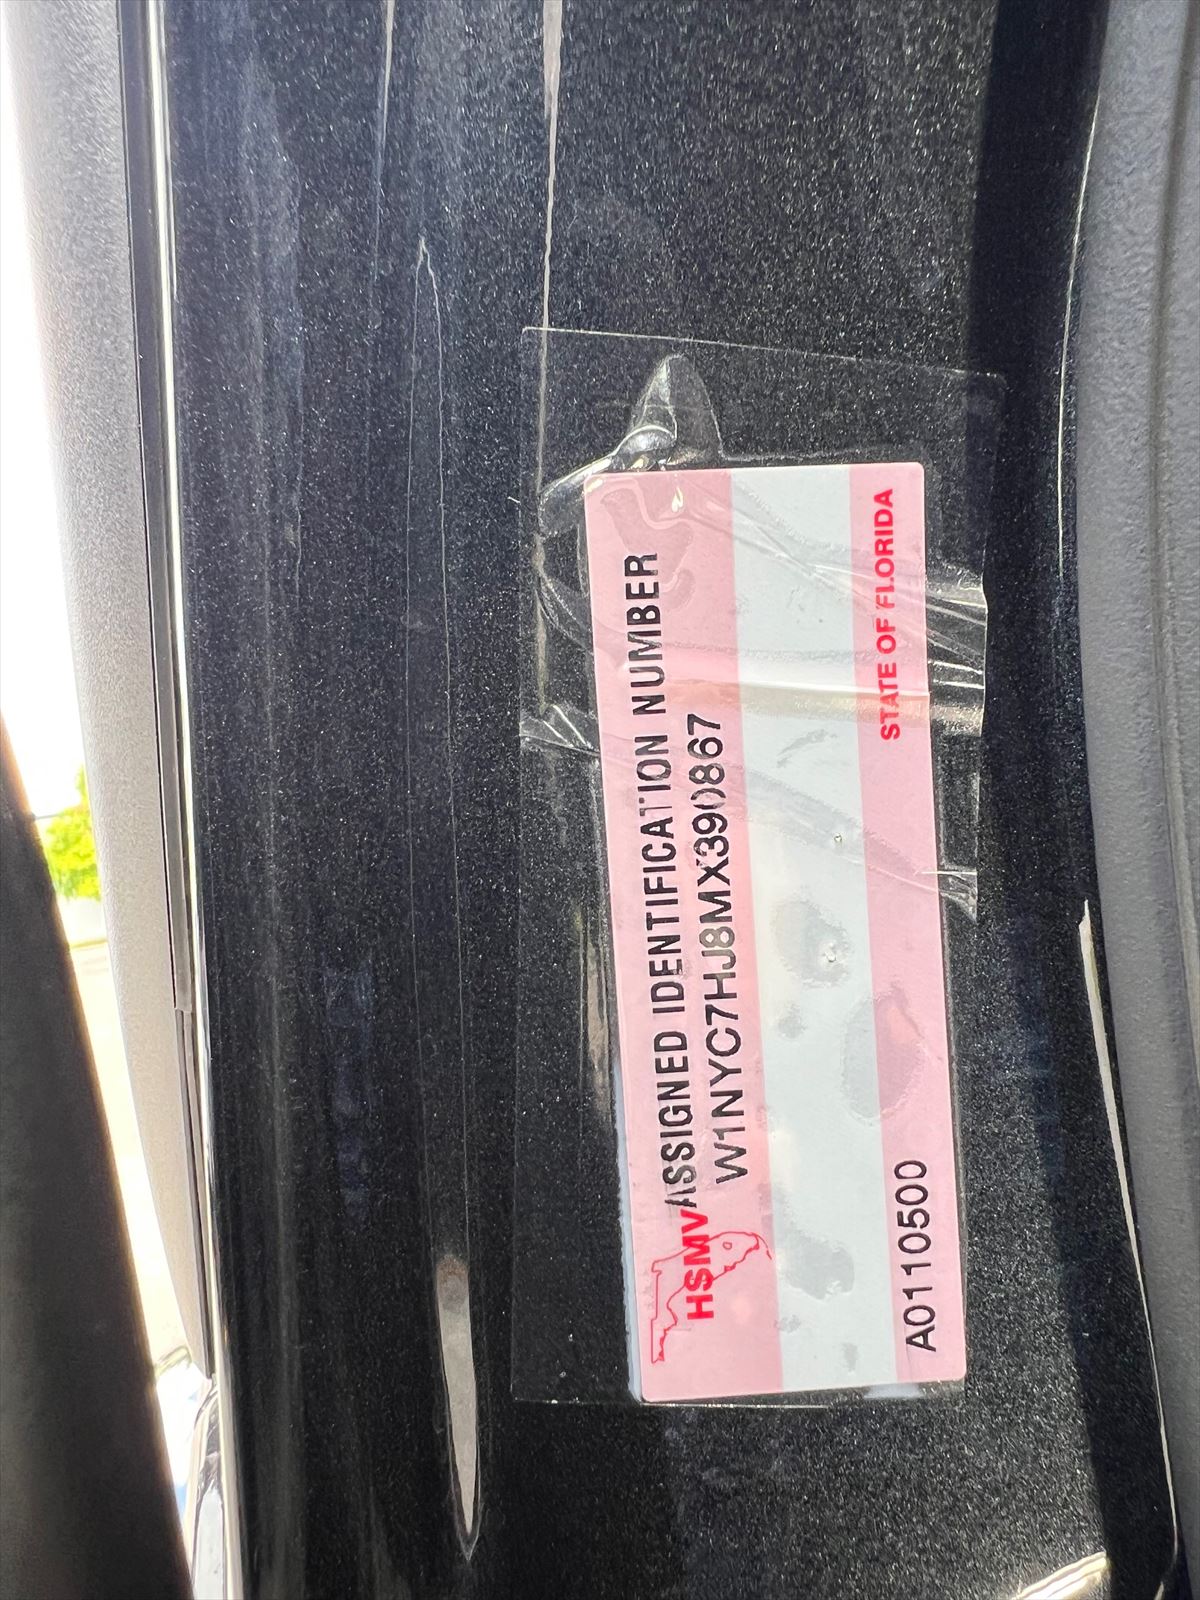 HSMV ASSIGNED IDENTIFICATION NUMBER
W1NYC7HJ8MX390867
A0110500 STATE OF FLORIDA